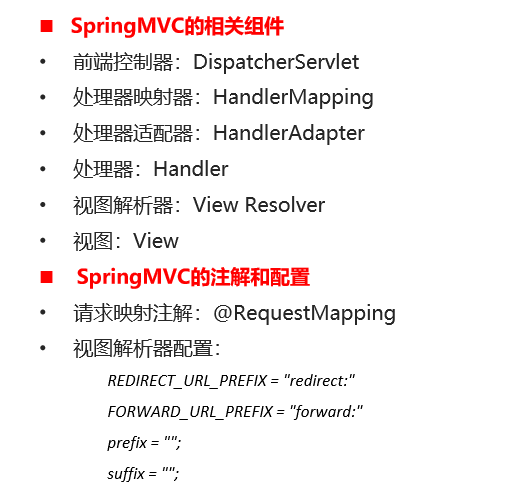 ■ SpringMVC的相关组件
• 前端控制器：DispatcherServlet
• 处理器映射器：HandlerMapping
• 处理器适配器：HandlerAdapter
• 处理器：Handler
• 视图解析器：View Resolver
• 视图：View
■ SpringMVC的注解和配置
• 请求映射注解：@RequestMapping
• 视图解析器配置：
REDIRECT_URL_PREFIX = "redirect:"
FORWARD_URL_PREFIX = "forward:"
prefix = "";
suffix = "";